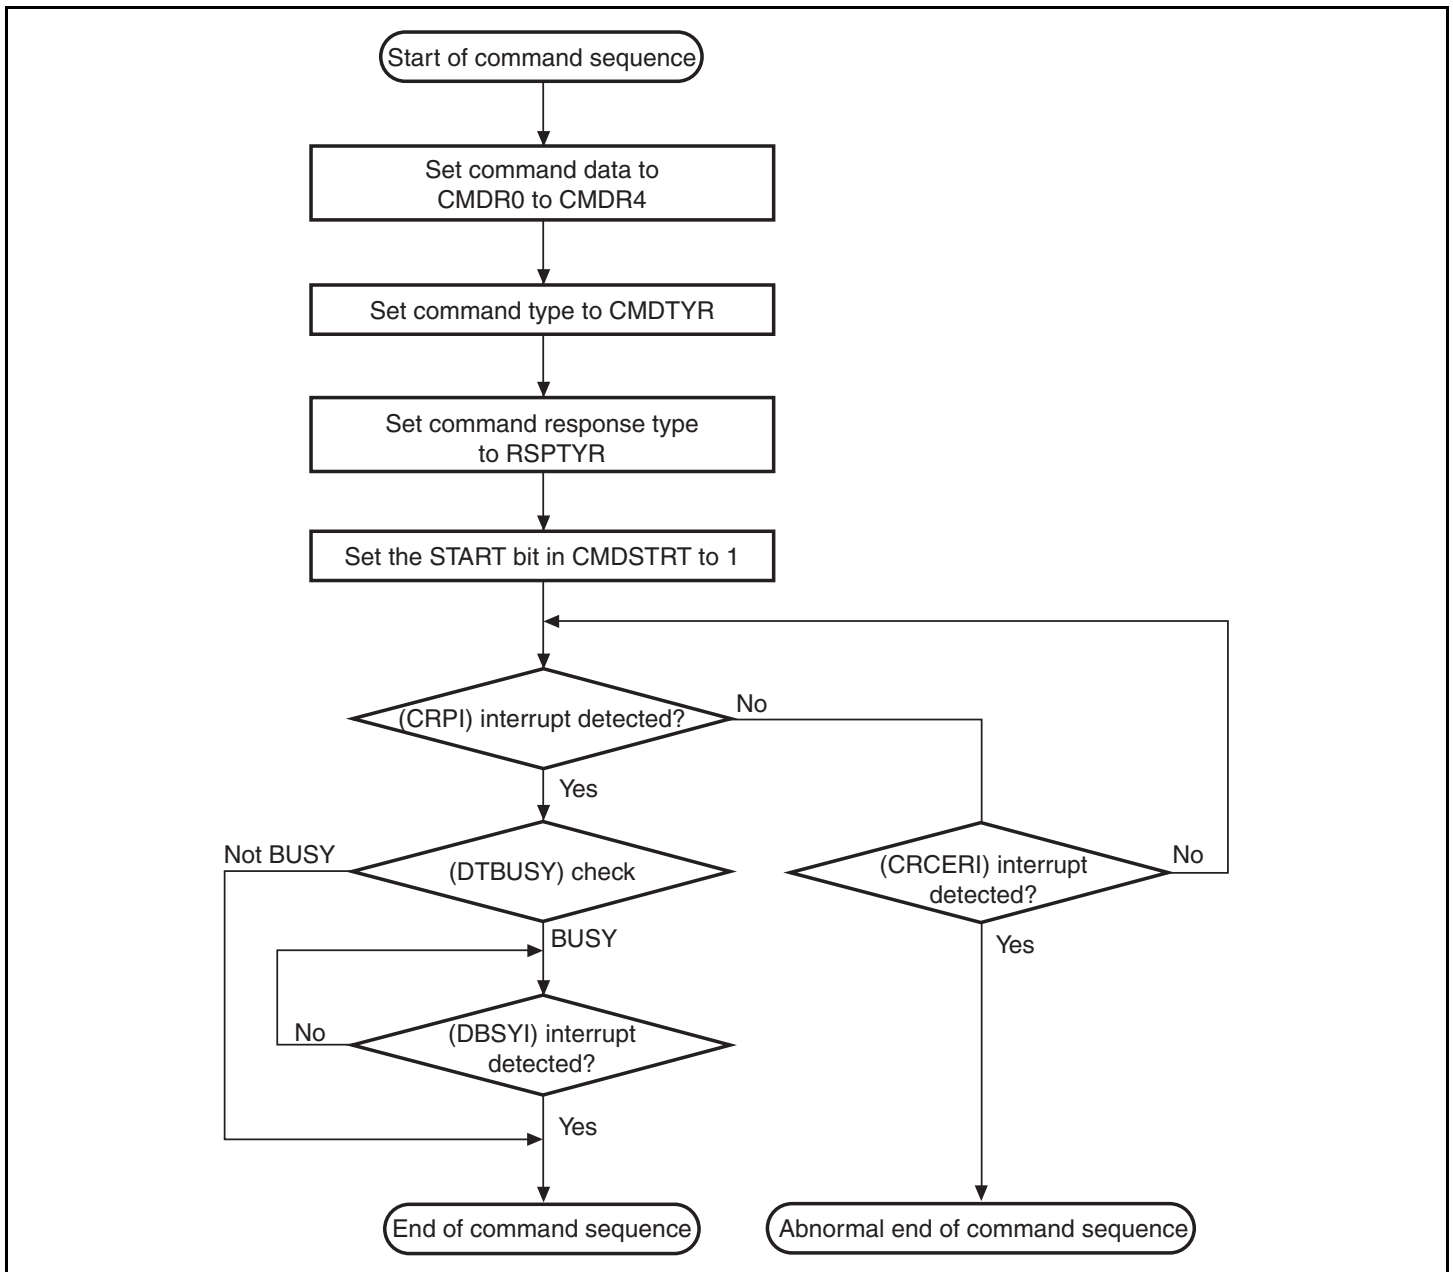 Start of command sequence
Set command data to
CMDR0 to CMDR4
Set command type to CMDTYR
Set command response type
to RSPTYR
Set the START bit in CMDSTRT to 1
(CRPI) interrupt detected?
No
Yes
Not BUSY
(DTBUSY) check
(CRCERI) interrupt
detected?
No
BUSY
Yes
No
(DBSYI) interrupt
detected?
Yes
End of command sequence
Abnormal end of command sequence